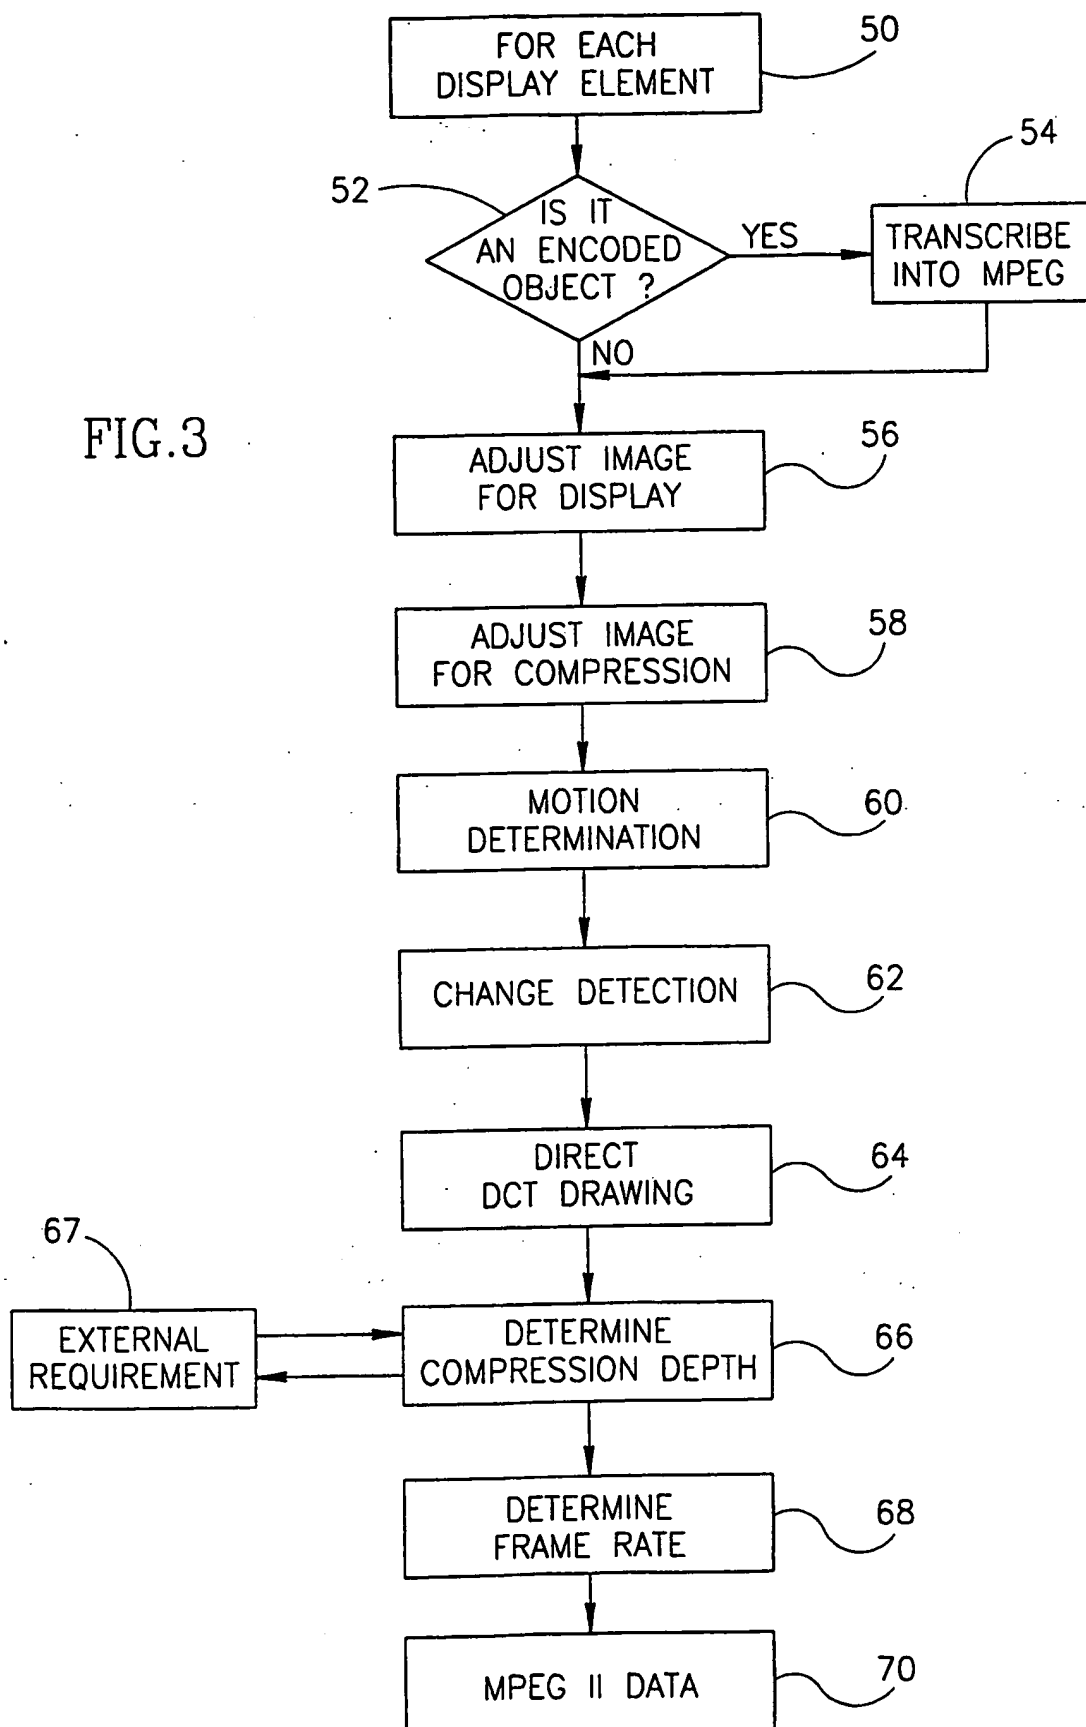 FOR EACH
DISPLAY ELEMENT
50
52
IS IT
AN ENCODED
OBJECT ?
YES
54
TRANSCRIBE
INTO MPEG
NO
FIG.3
ADJUST IMAGE
FOR DISPLAY
56
ADJUST IMAGE
FOR COMPRESSION
58
MOTION
DETERMINATION
60
CHANGE DETECTION
62
DIRECT
DCT DRAWING
64
67
EXTERNAL
REQUIREMENT
DETERMINE
COMPRESSION DEPTH
66
DETERMINE
FRAME RATE
68
MPEG II DATA
70